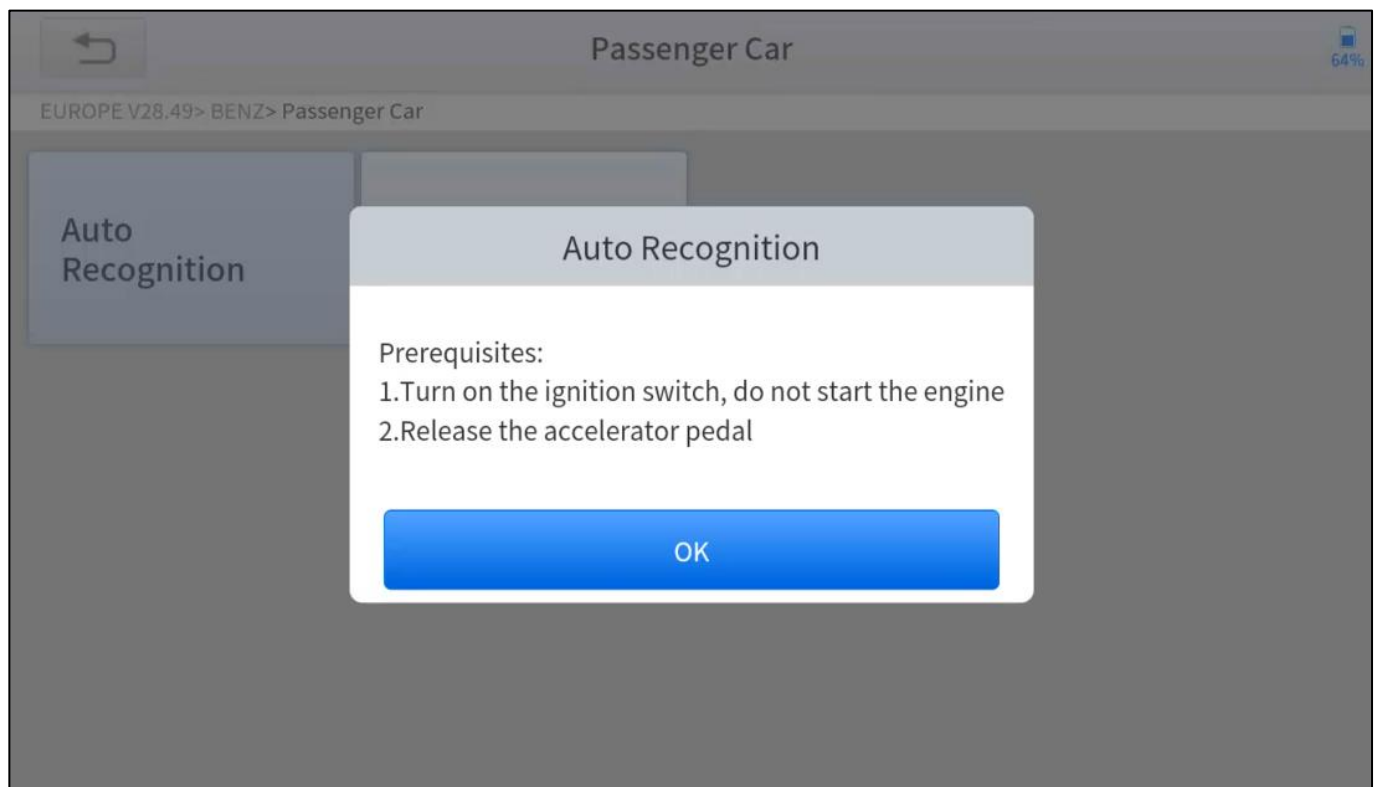 Passenger Car
64%
EUROPE V28.49> BENZ> Passenger Car
Auto
Recognition
Auto Recognition
Prerequisites:
1.Turn on the ignition switch, do not start the engine
2.Release the accelerator pedal
OK